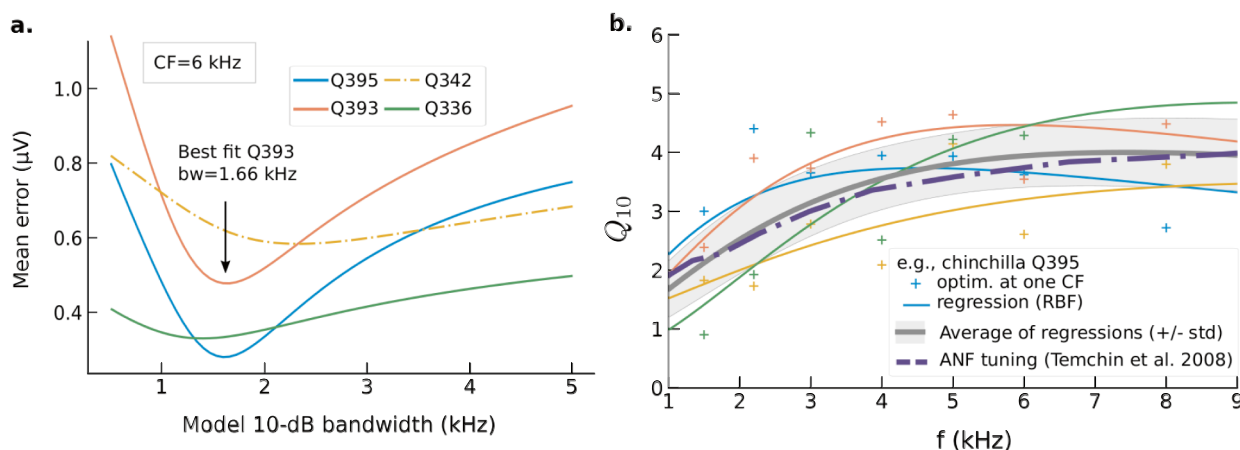 a.
CF=6 kHz
Q395
Q342
Q393
Q336
Best fit Q393
bw=1.66 kHz
Mean error (μV)
1.0
0.8
0.6
0.4
1 2 3 4 5
Model 10-dB bandwidth (kHz)
b.
Q10
6
5
4
3
2
1
0
e.g., chinchilla Q395
optim. at one CF
regression (RBF)
Average of regressions (+/- std)
ANF tuning (Temchin et al. 2008)
1 2 3 4 5 6 7 8 9
f (kHz)